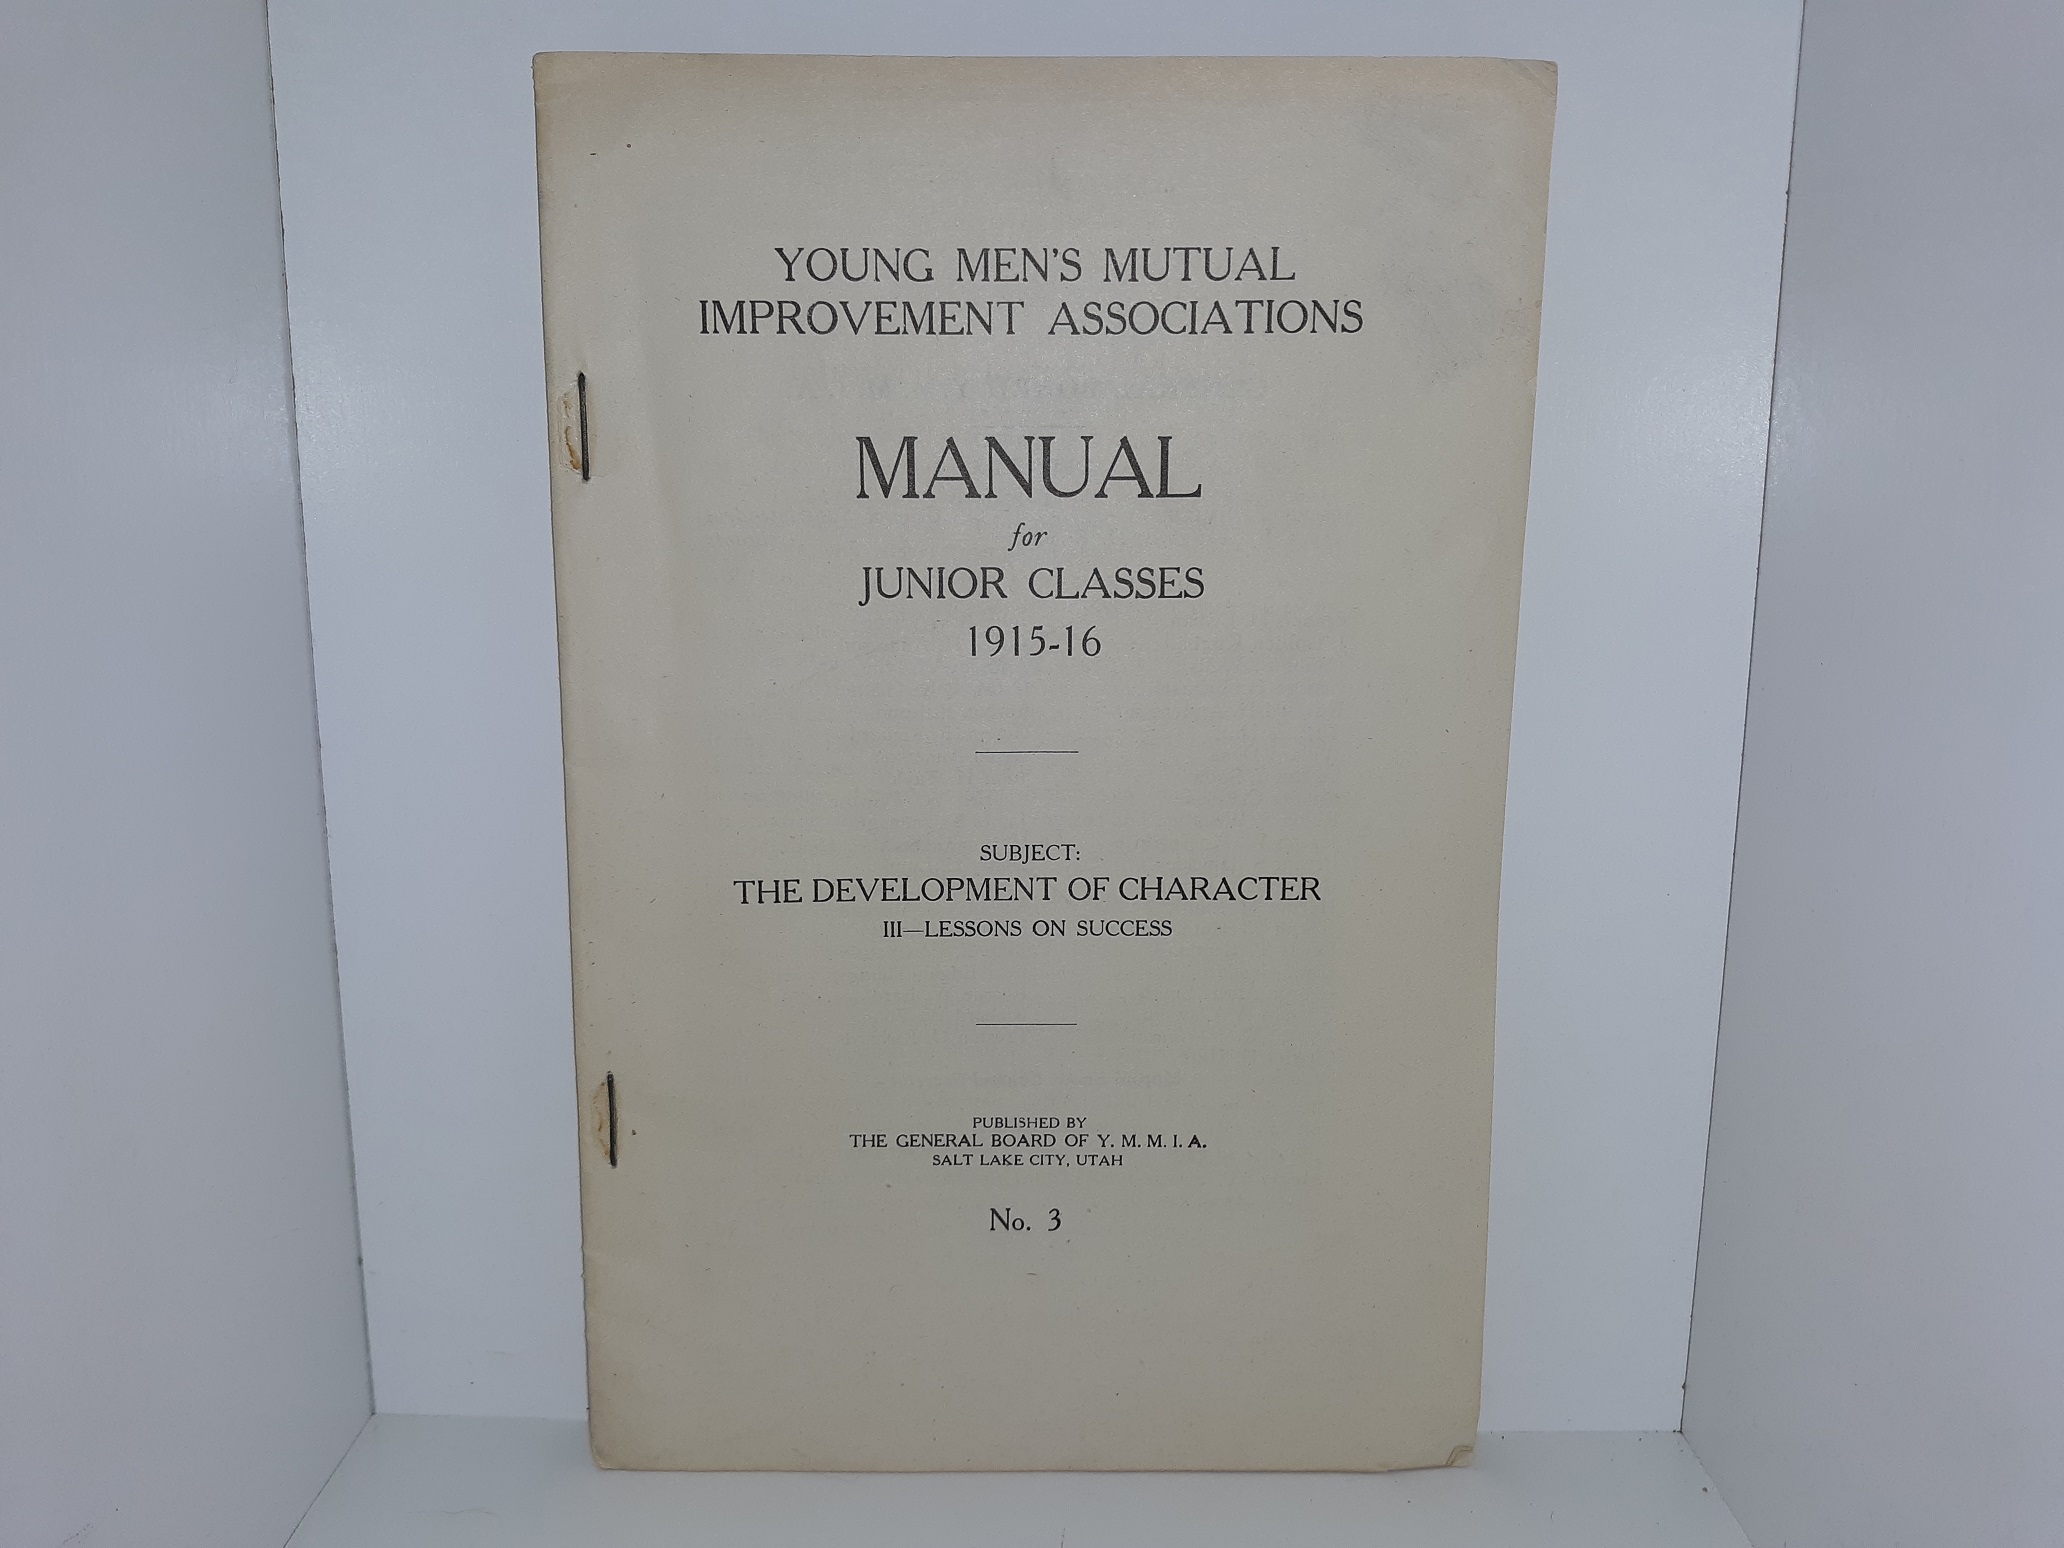 YOUNG MEN'S MUTUAL
IMPROVEMENT ASSOCIATIONS
MANUAL
for
JUNIOR CLASSES
1915-16
SUBJECT:
THE DEVELOPMENT OF CHARACTER
III—LESSONS ON SUCCESS
PUBLISHED BY
THE GENERAL BOARD OF Y. M. M. I. A.
SALT LAKE CITY, UTAH
No. 3